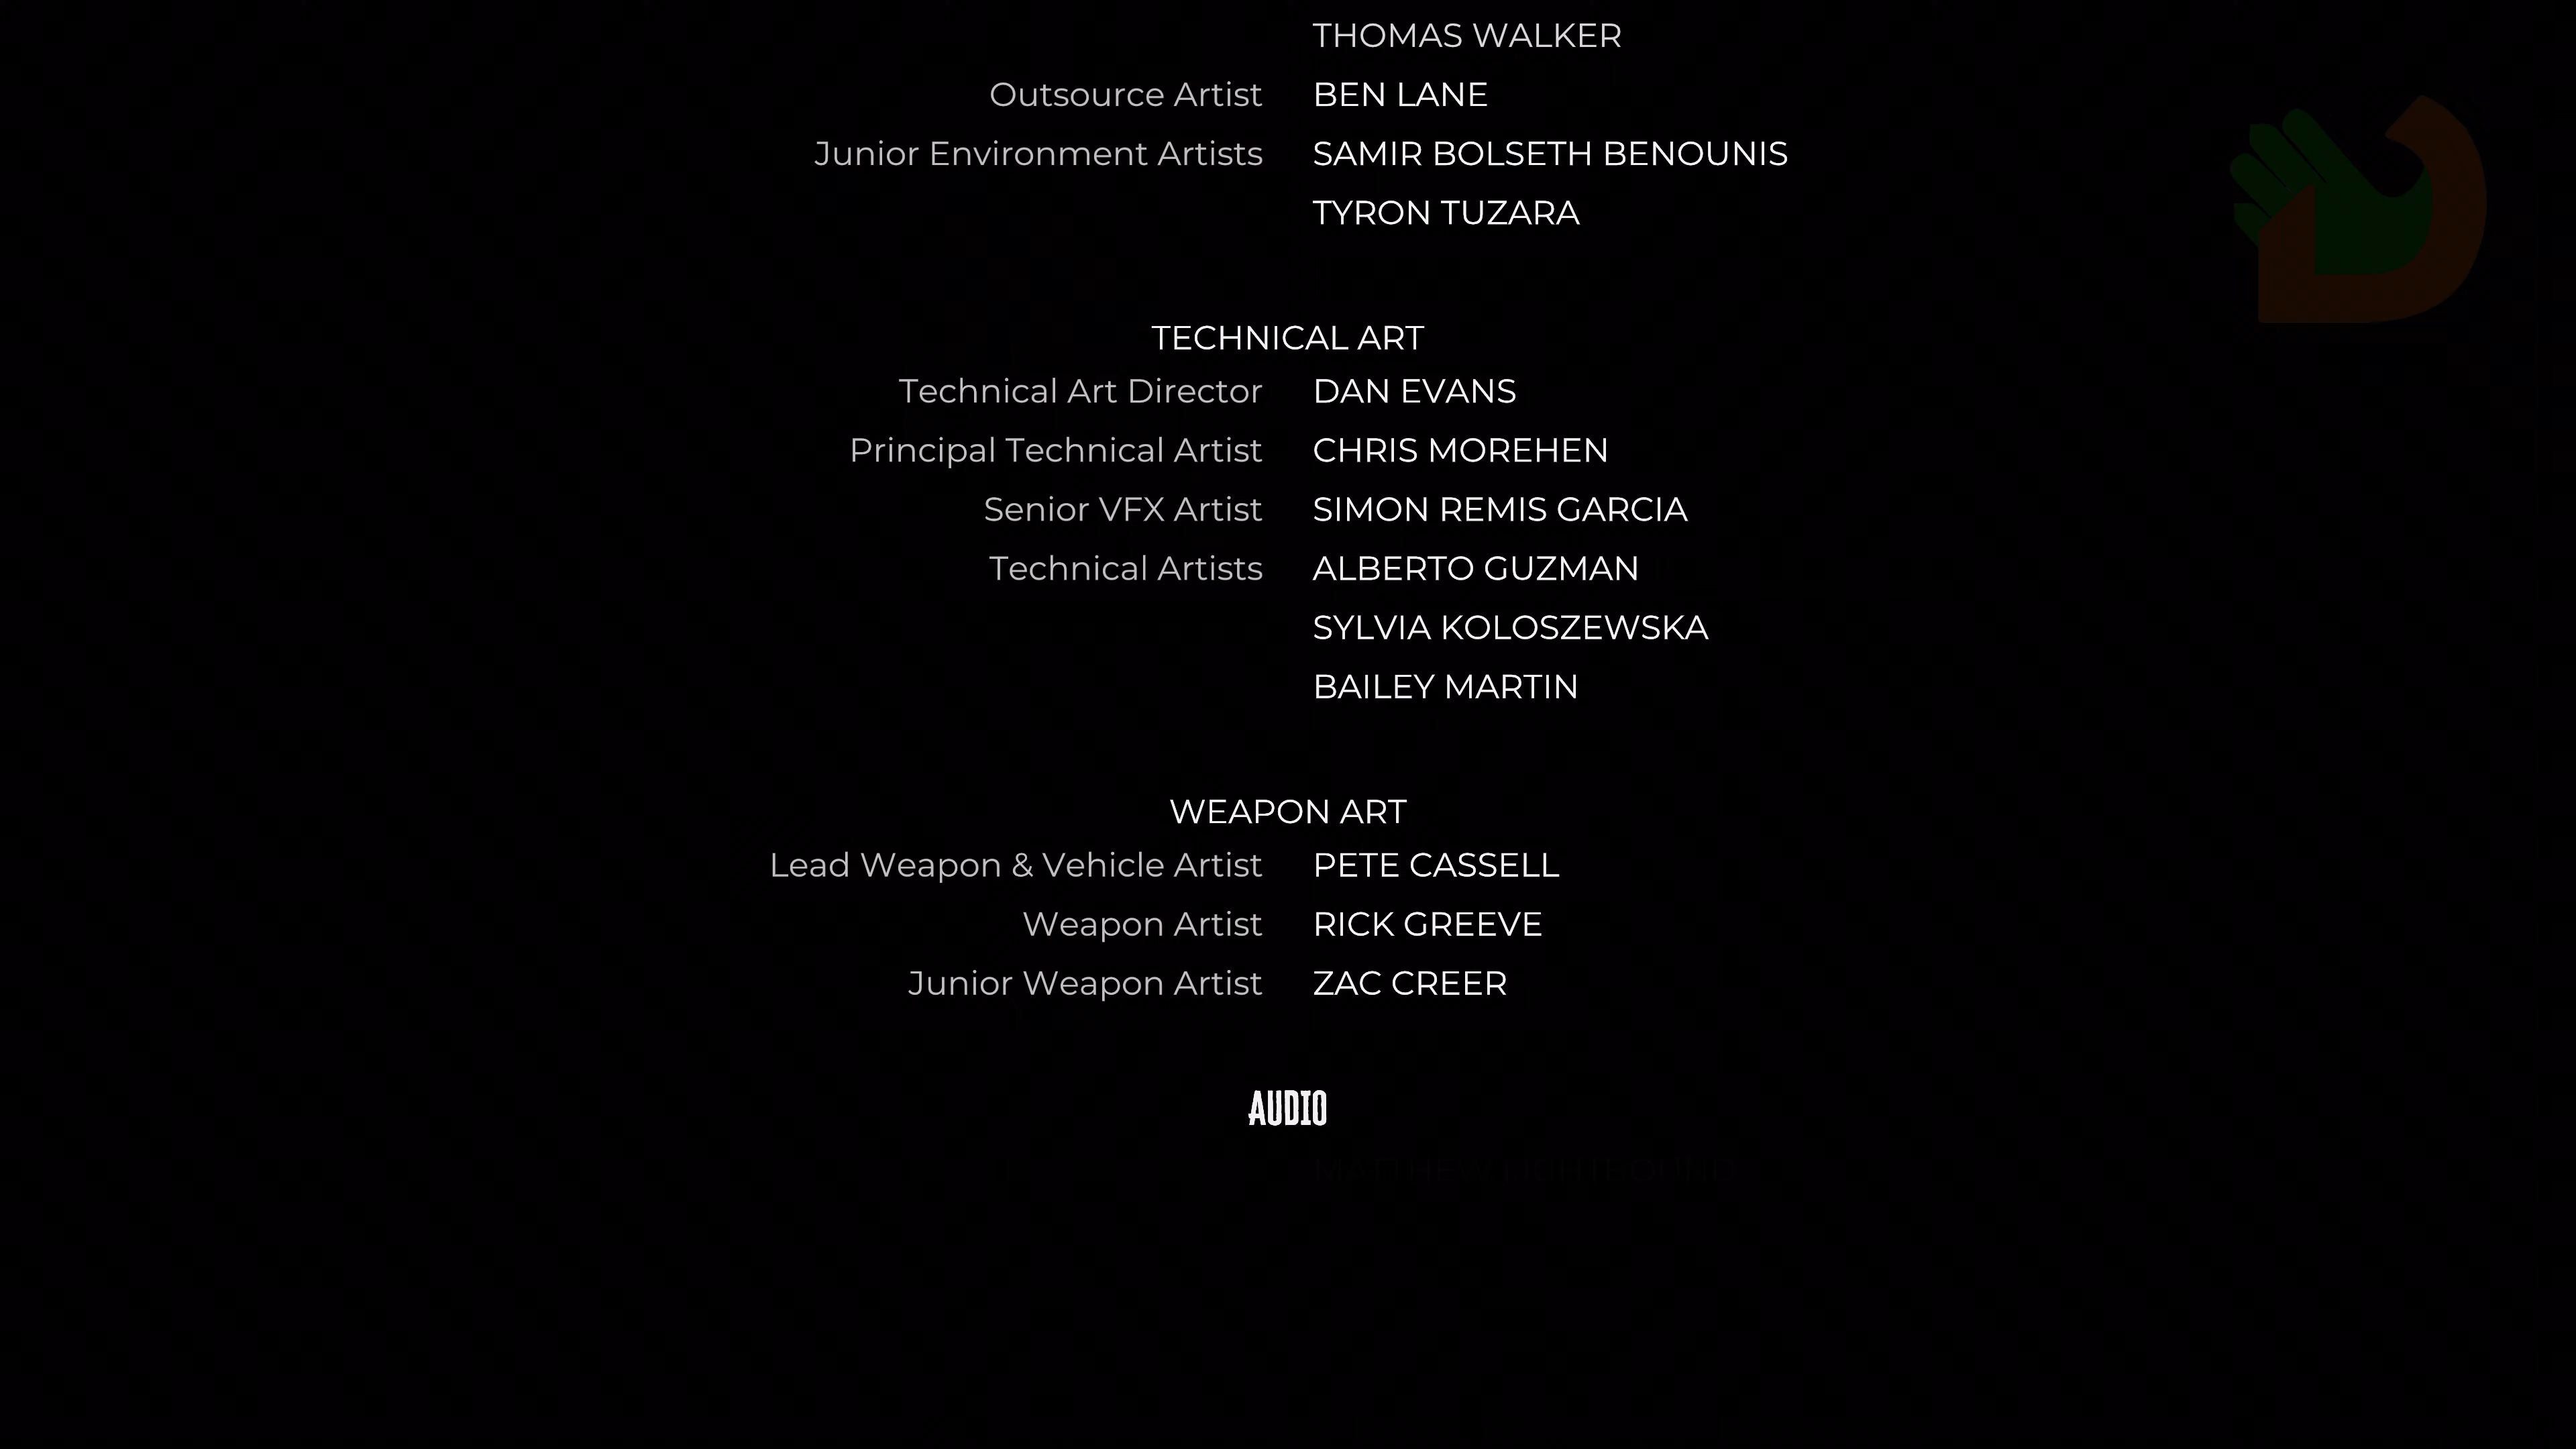 THOMAS WALKER
Outsource Artist BEN LANE
Junior Environment Artists SAMIR BOLSETH BENOUNIS
TYRON TUZARA
TECHNICAL ART
Technical Art Director DAN EVANS
Principal Technical Artist CHRIS MOREHEN
Senior VFX Artist SIMON REMIS GARCIA
Technical Artists ALBERTO GUZMAN
SYLVIA KOLOSZEWSKA
BAILEY MARTIN
WEAPON ART
Lead Weapon & Vehicle Artist PETE CASSELL
Weapon Artist RICK GREEVE
Junior Weapon Artist ZAC CREER
AUDIO